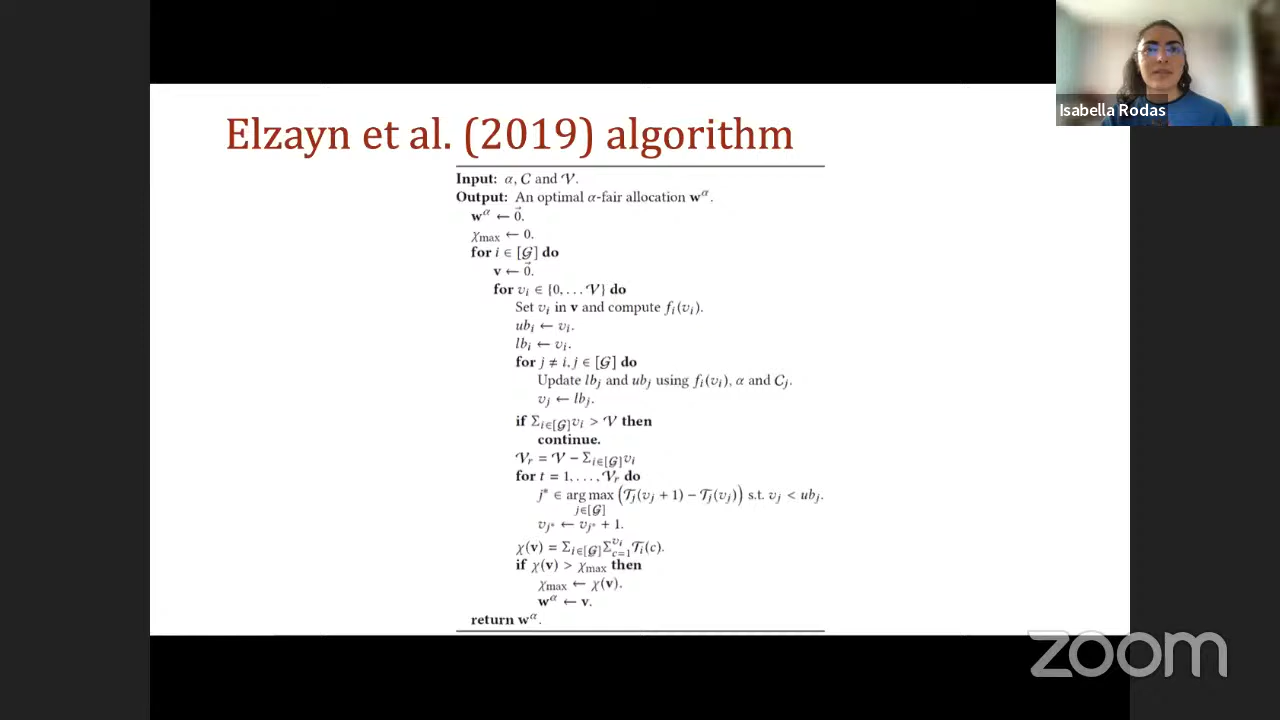 Isabella Rodas
Elzayn et al. (2019) algorithm
Input: α, C and 𝒱.
Output: An optimal α-fair allocation w^α.
w^α ← 0⃗.
χ_max ← 0.
for i ∈ [𝒢] do
v ← 0⃗.
for v_i ∈ {0, … 𝒱} do
Set v_i in v and compute f_i(v_i).
ub_i ← v_i.
lb_i ← v_i.
for j ≠ i, j ∈ [𝒢] do
Update lb_j and ub_j using f_i(v_i), α and 𝒞_j.
v_j ← lb_j.
if Σ_{i∈[𝒢]} v_i > 𝒱 then
continue.
𝒱_r = 𝒱 − Σ_{i∈[𝒢]} v_i
for t = 1, …, 𝒱_r do
j* ∈ arg max_{j∈[𝒢]} (𝒯_j(v_j + 1) − 𝒯_j(v_j)) s.t. v_j < ub_j.
v_{j*} ← v_{j*} + 1.
χ(v) = Σ_{i∈[𝒢]} Σ_{c=1}^{v_i} 𝒯_i(c).
if χ(v) > χ_max then
χ_max ← χ(v).
w^α ← v.
return w^α.
zoom